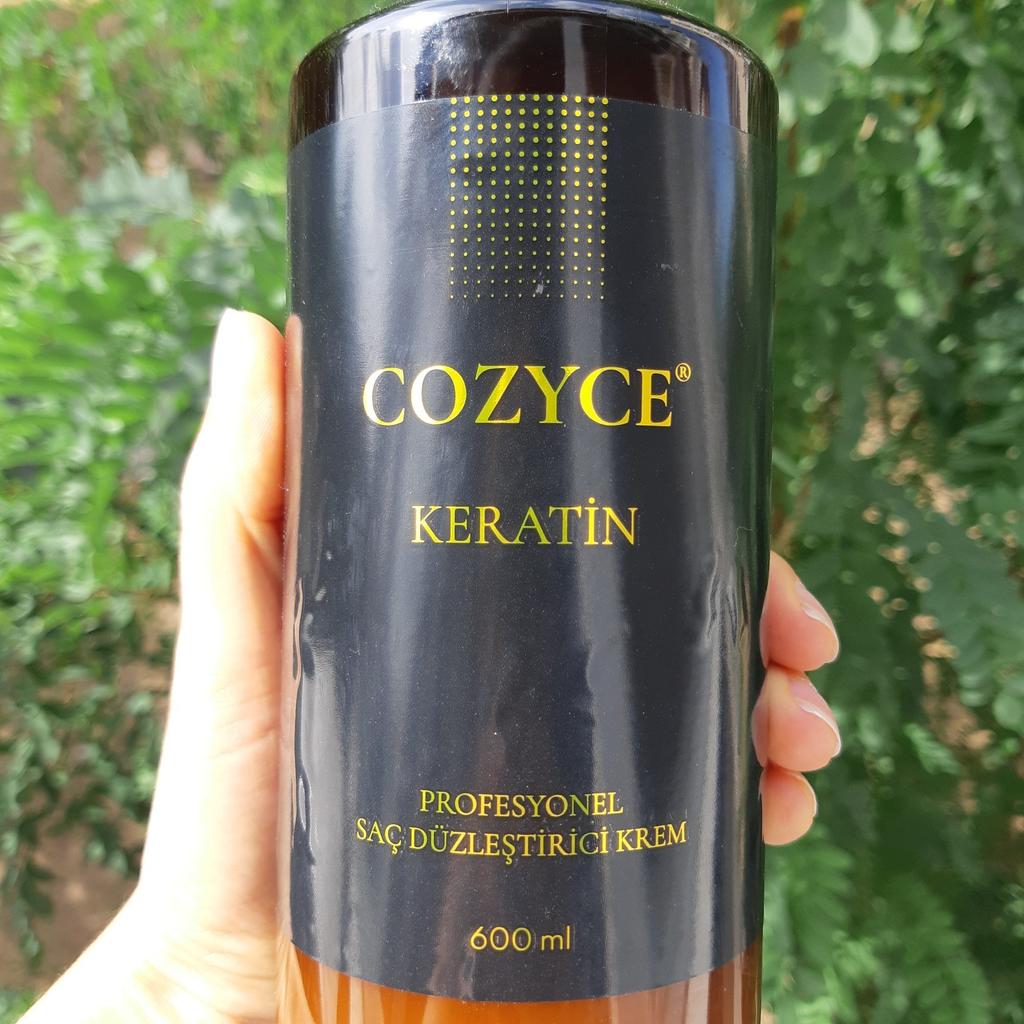 COZYCE®
KERATİN
PROFESYONEL
SAÇ DÜZLEŞTİRİCİ KREM
600 ml